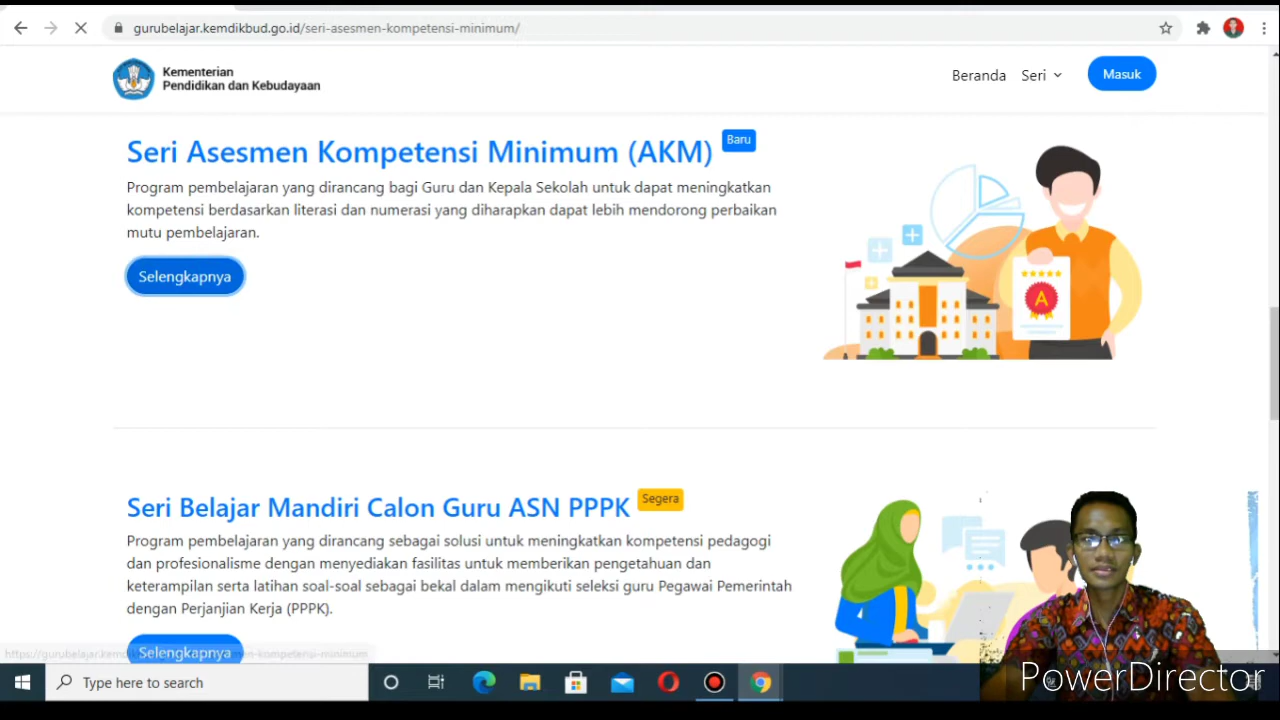 gurubelajar.kemdikbud.go.id/seri-asesmen-kompetensi-minimum/
Kementerian
Pendidikan dan Kebudayaan
Beranda Seri Masuk
Seri Asesmen Kompetensi Minimum (AKM) Baru
Program pembelajaran yang dirancang bagi Guru dan Kepala Sekolah untuk dapat meningkatkan
kompetensi berdasarkan literasi dan numerasi yang diharapkan dapat lebih mendorong perbaikan
mutu pembelajaran.
Selengkapnya
A
Seri Belajar Mandiri Calon Guru ASN PPPK Segera
Program pembelajaran yang dirancang sebagai solusi untuk meningkatkan kompetensi pedagogi
dan profesionalisme dengan menyediakan fasilitas untuk memberikan pengetahuan dan
keterampilan serta latihan soal-soal sebagai bekal dalam mengikuti seleksi guru Pegawai Pemerintah
dengan Perjanjian Kerja (PPPK).
Selengkapnya
Type here to search
PowerDirector